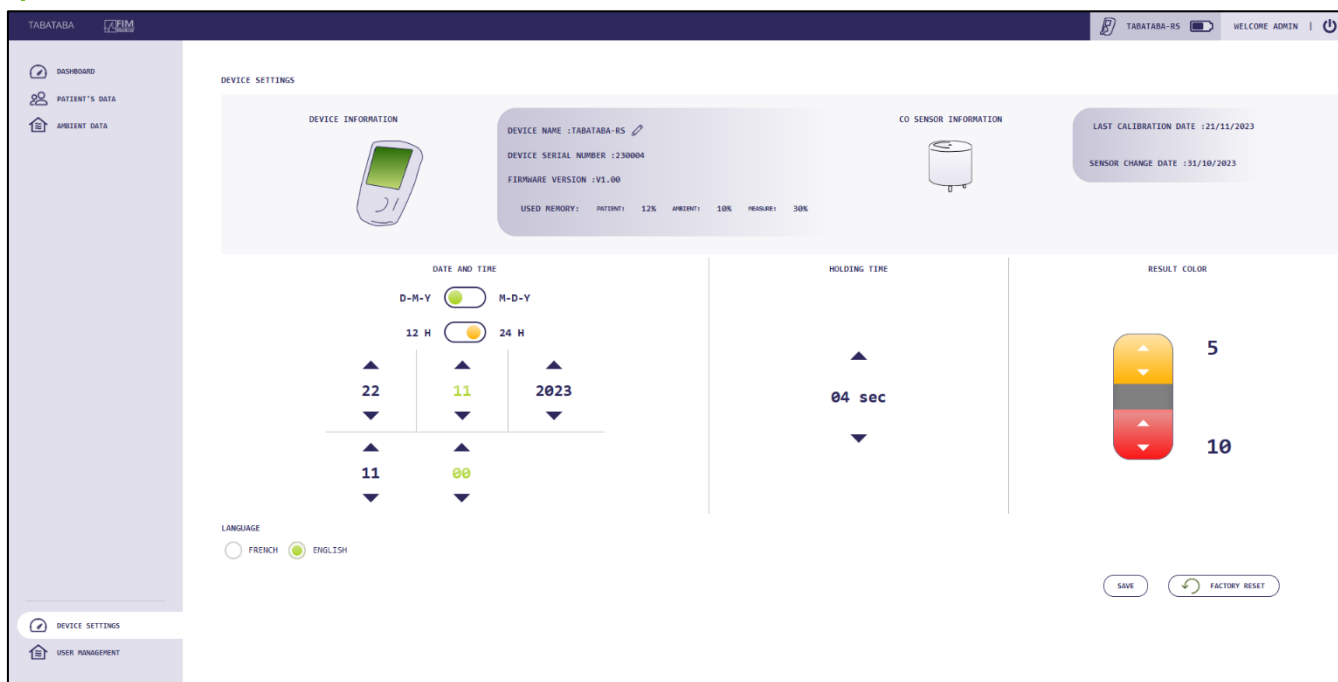 TABATABA FIM
TABATABA-RS WELCOME ADMIN |
DASHBOARD
PATIENT'S DATA
AMBIENT DATA
DEVICE SETTINGS
DEVICE INFORMATION
DEVICE NAME :TABATABA-RS
DEVICE SERIAL NUMBER :230004
FIRMWARE VERSION :V1.00
USED MEMORY: PATIENT: 12% AMBIENT: 10% MEASURE: 30%
CO SENSOR INFORMATION
LAST CALIBRATION DATE :21/11/2023
SENSOR CHANGE DATE :31/10/2023
DATE AND TIME
D-M-Y M-D-Y
12 H 24 H
22 11 2023
11 00
HOLDING TIME
04 sec
RESULT COLOR
5
10
LANGUAGE
FRENCH ENGLISH
SAVE FACTORY RESET
DEVICE SETTINGS
USER MANAGEMENT